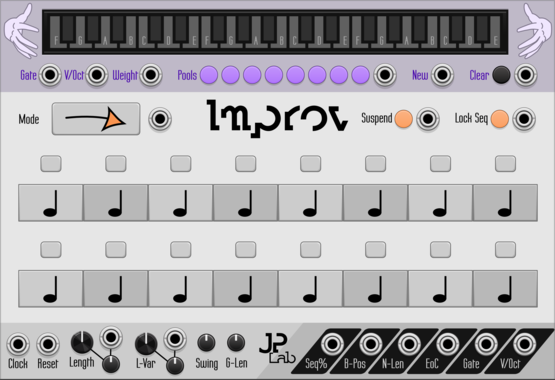 F G A B C D E F G A B C D E F G A B C D E
Gate V/Oct Weight Pools New Clear
Mode Improv Suspend Lock Seq
Clock Reset Length L-Var Swing G-Len JP Lab Seq% B-Pos N-Len EoC Gate V/Oct